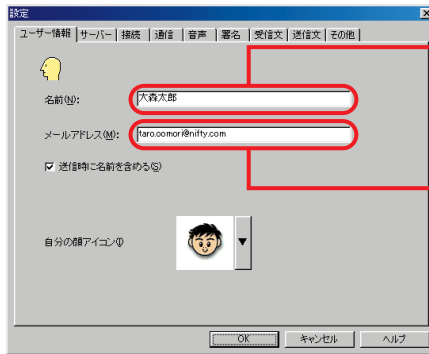 設定
ユーザー情報 サーバー 接続 通信 音声 署名 受信文 送信文 その他
名前(N): 大森太郎
メールアドレス(M): taro.oomori@nifty.com
送信時に名前を含める(S)
自分の顔アイコン(I)
OK キャンセル ヘルプ